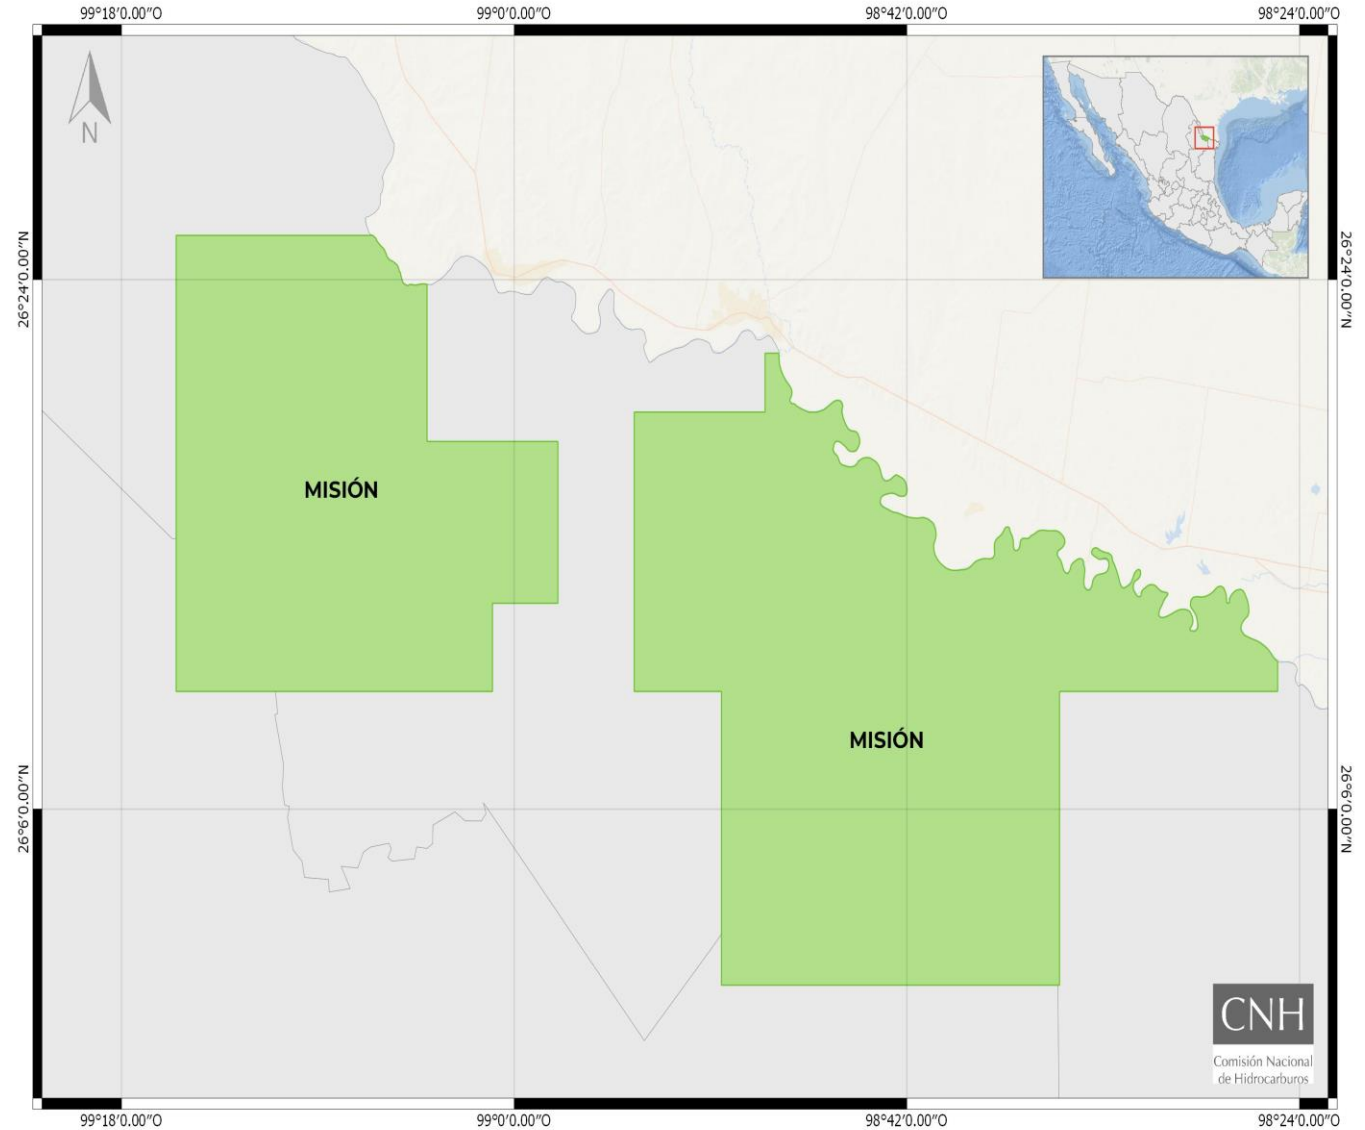 99°18'0.00"O 99°0'0.00"O 98°42'0.00"O 98°24'0.00"O
N
26°24'0.00"N 26°24'0.00"N
MISIÓN
MISIÓN
26°6'0.00"N 26°6'0.00"N
CNH
Comisión Nacional
de Hidrocarburos
99°18'0.00"O 99°0'0.00"O 98°42'0.00"O 98°24'0.00"O